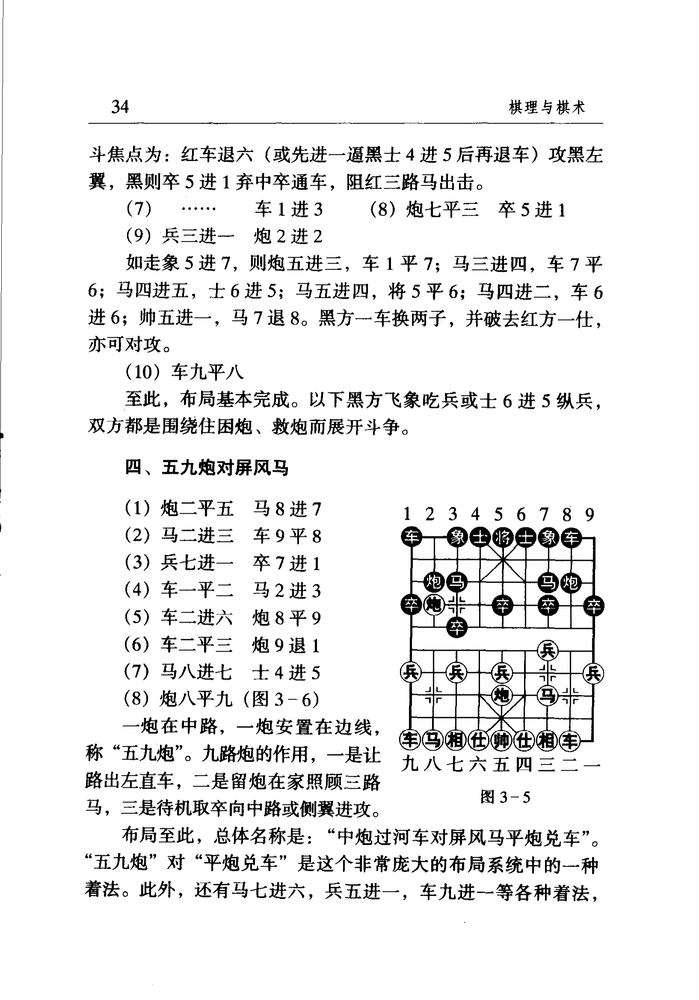 34 棋理与棋术
斗焦点为：红车退六（或先进一逼黑士4进5后再退车）攻黑左
翼，黑则卒5进1弃中卒通车，阻红三路马出击。
（7） …… 车1进3 （8）炮七平三 卒5进1
（9）兵三进一 炮2进2
如走象5进7，则炮五进三，车1平7；马三进四，车7平
6；马四进五，士6进5；马五进四，将5平6；马四进二，车6
进6；帅五进一，马7退8。黑方一车换两子，并破去红方一仕，
亦可对攻。
（10）车九平八
至此，布局基本完成。以下黑方飞象吃兵或士6进5纵兵，
双方都是围绕住困炮、救炮而展开斗争。
四、五九炮对屏风马
（1）炮二平五 马8进7
（2）马二进三 车9平8
（3）兵七进一 卒7进1
（4）车一平二 马2进3
（5）车二进六 炮8平9
（6）车二平三 炮9退1
（7）马八进七 士4进5
（8）炮八平九（图3－6）
一炮在中路，一炮安置在边线，
称“五九炮”。九路炮的作用，一是让
路出左直车，二是留炮在家照顾三路
马，三是待机取卒向中路或侧翼进攻。
1 2 3 4 5 6 7 8 9
车 象 士 将 士 象 车
炮 马 马 炮
卒 炮 卒 卒 卒
卒
兵
兵 兵 兵 兵
炮 马
车 马 相 仕 帅 仕 相 车
九 八 七 六 五 四 三 二 一
图3－5
布局至此，总体名称是：“中炮过河车对屏风马平炮兑车”。
“五九炮”对“平炮兑车”是这个非常庞大的布局系统中的一种
着法。此外，还有马七进六，兵五进一，车九进一等各种着法，